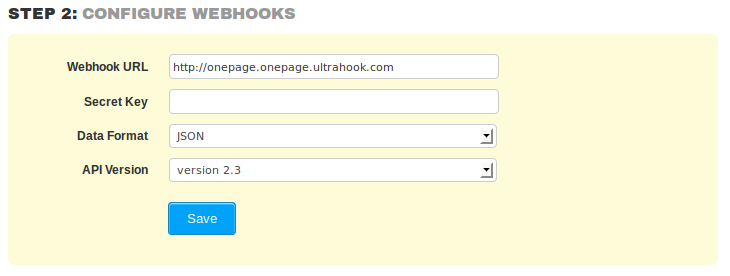 STEP 2: CONFIGURE WEBHOOKS
Webhook URL http://onepage.onepage.ultrahook.com
Secret Key
Data Format JSON
API Version version 2.3
Save